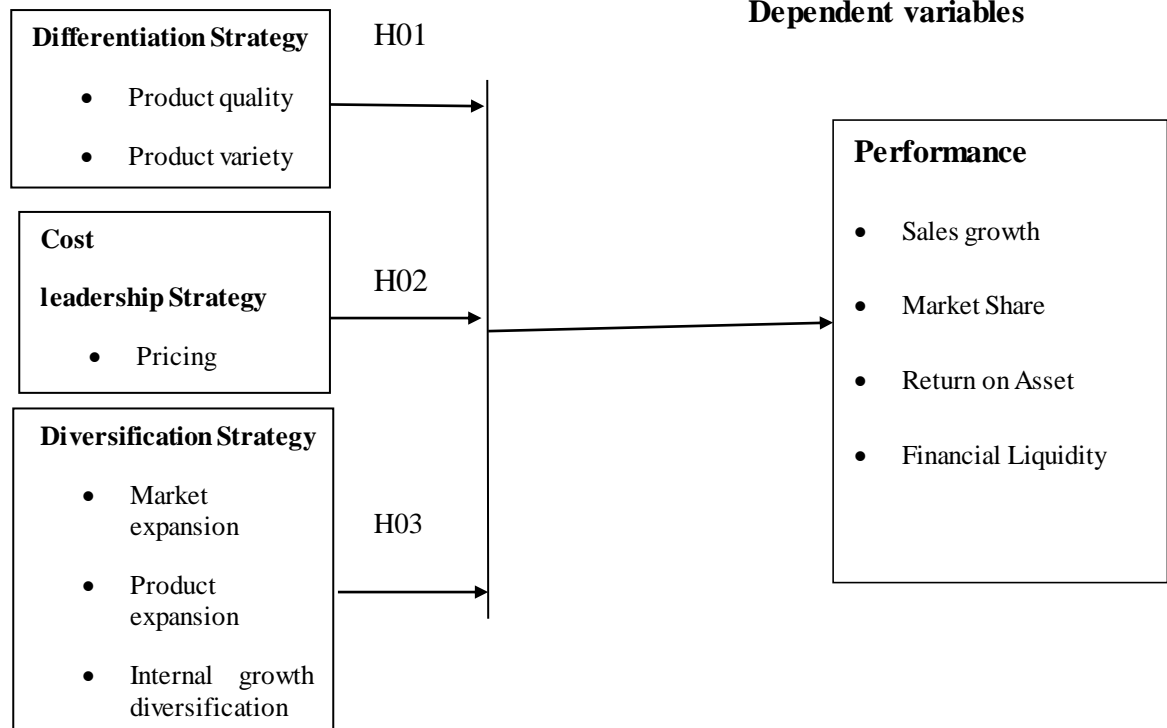 Dependent variables
Differentiation Strategy
• Product quality
• Product variety
H01
Cost
leadership Strategy
• Pricing
H02
Diversification Strategy
• Market
expansion
• Product
expansion
• Internal growth
diversification
H03
Performance
• Sales growth
• Market Share
• Return on Asset
• Financial Liquidity